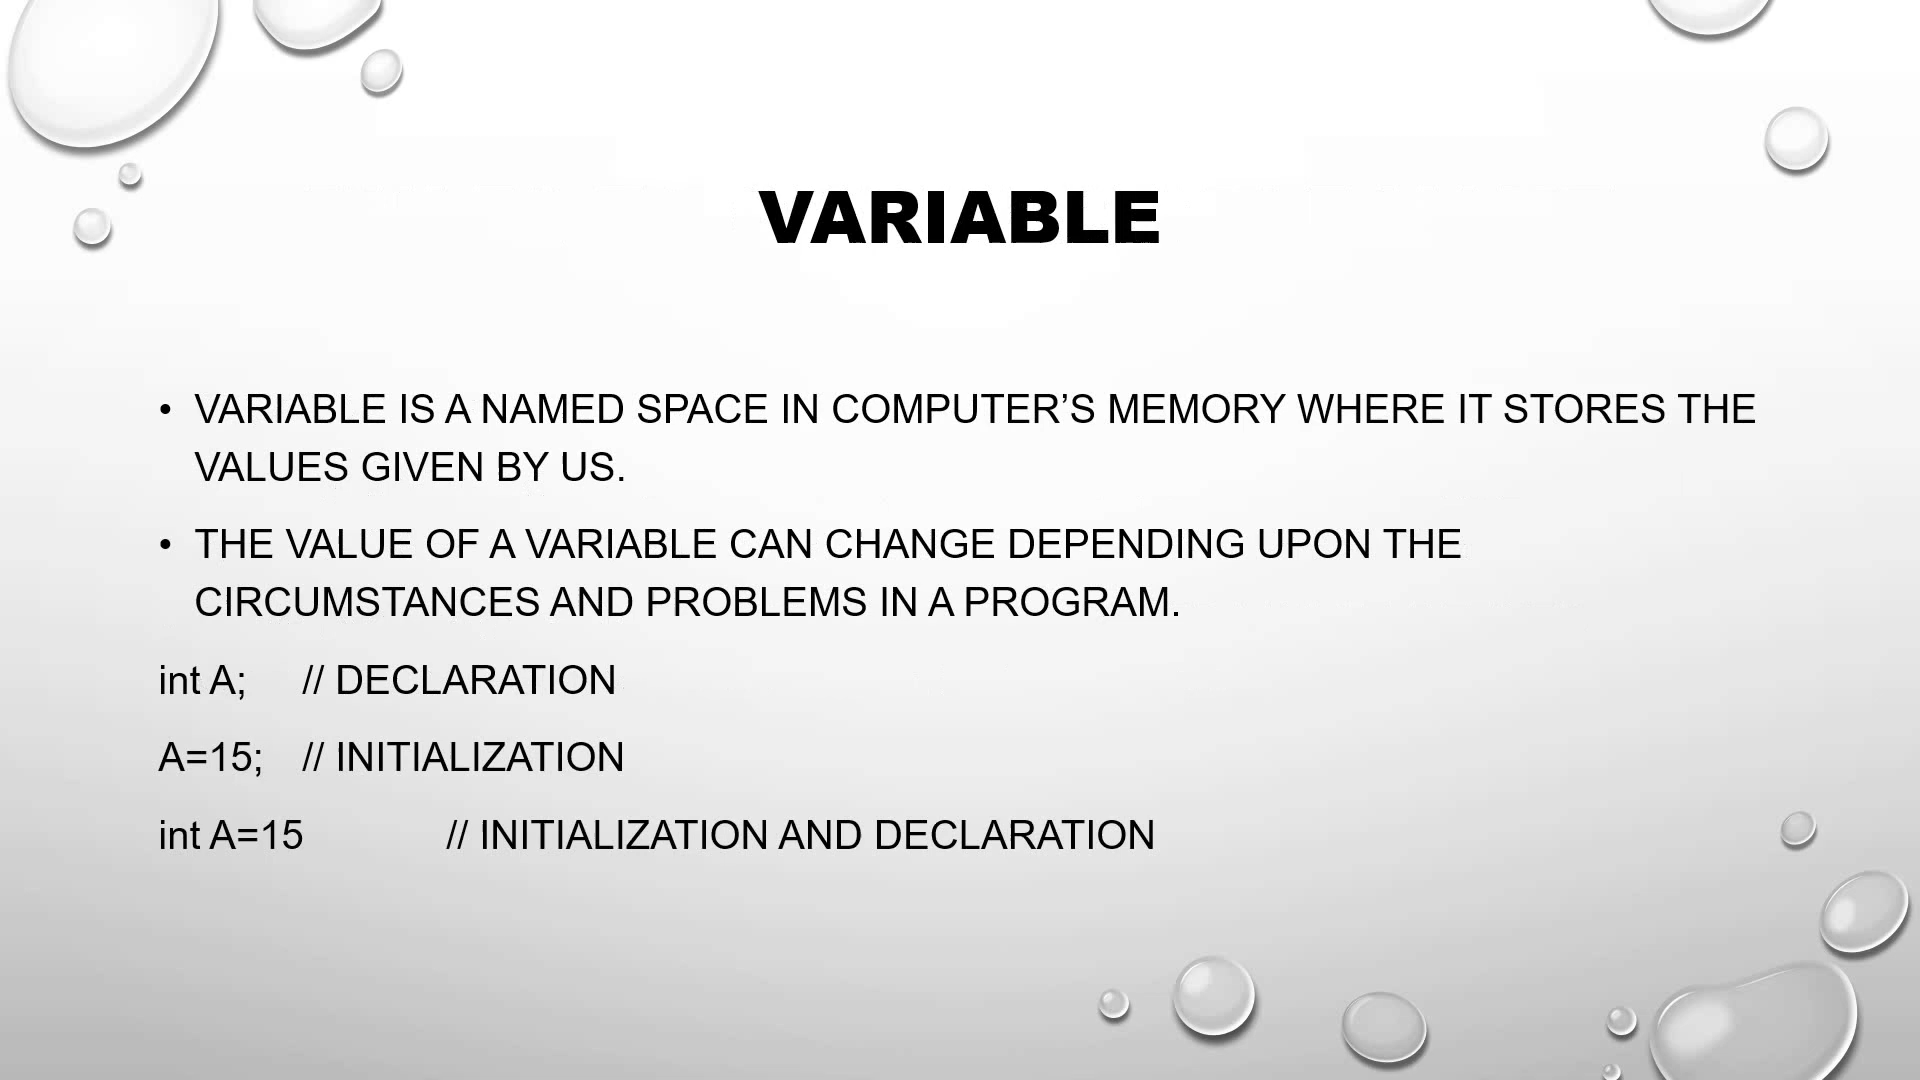 VARIABLE
• VARIABLE IS A NAMED SPACE IN COMPUTER’S MEMORY WHERE IT STORES THE
VALUES GIVEN BY US.
• THE VALUE OF A VARIABLE CAN CHANGE DEPENDING UPON THE
CIRCUMSTANCES AND PROBLEMS IN A PROGRAM.
int A; // DECLARATION
A=15; // INITIALIZATION
int A=15 // INITIALIZATION AND DECLARATION